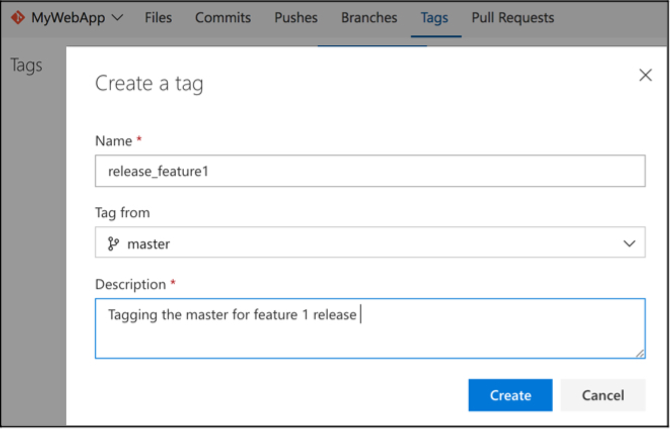 MyWebApp Files Commits Pushes Branches Tags Pull Requests
Tags
Create a tag
Name *
release_feature1
Tag from
master
Description *
Tagging the master for feature 1 release
Create Cancel